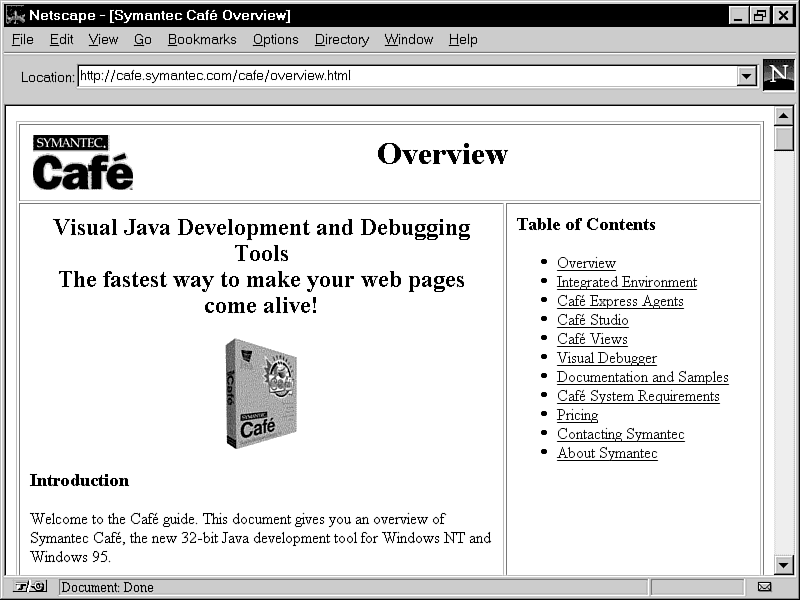 Netscape - [Symantec Café Overview]
File Edit View Go Bookmarks Options Directory Window Help
Location: http://cafe.symantec.com/cafe/overview.html
N
SYMANTEC.
Café
Overview
Visual Java Development and Debugging
Tools
The fastest way to make your web pages
come alive!
Café
SYMANTEC
Café
Introduction
Welcome to the Café guide. This document gives you an overview of
Symantec Café, the new 32-bit Java development tool for Windows NT and
Windows 95.
Table of Contents
Overview
Integrated Environment
Café Express Agents
Café Studio
Café Views
Visual Debugger
Documentation and Samples
Café System Requirements
Pricing
Contacting Symantec
About Symantec
Document: Done